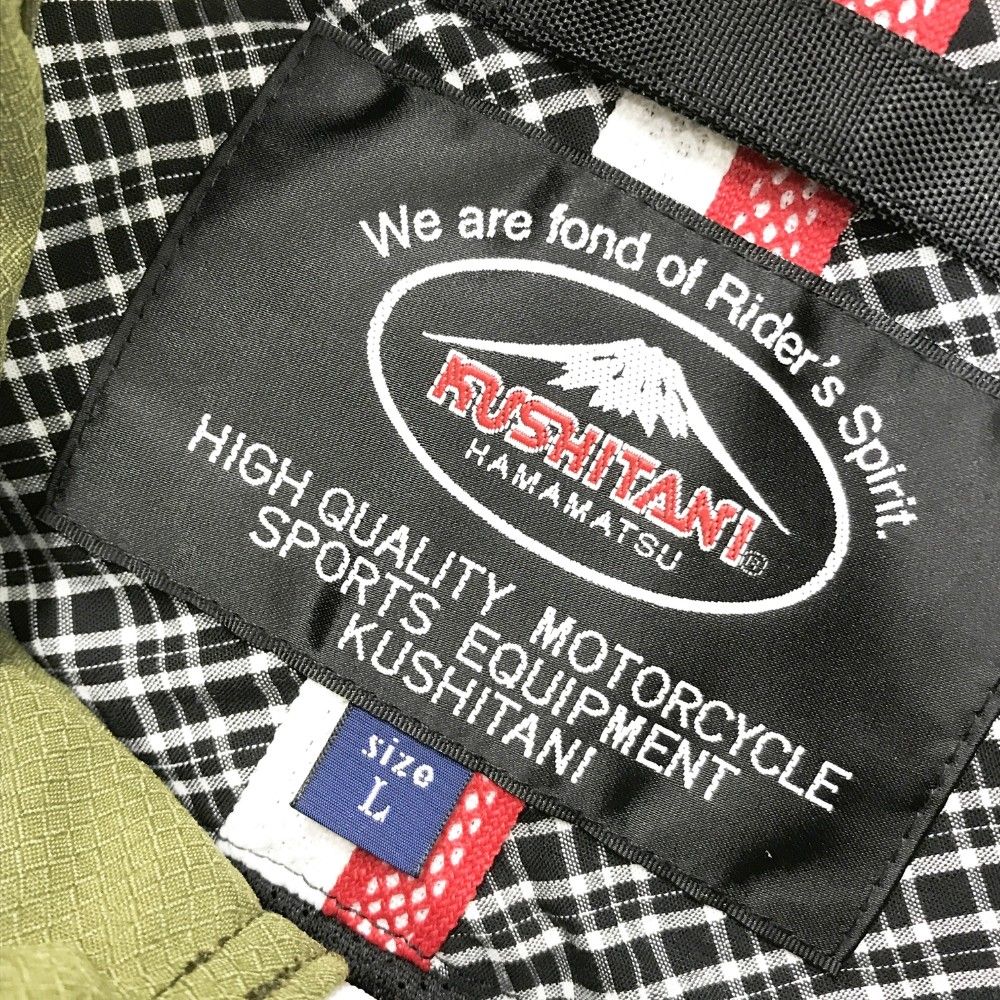 We are fond of Rider's Spirit.
KUSHITANI®
HAMAMATSU
HIGH QUALITY MOTORCYCLE
SPORTS EQUIPMENT
KUSHITANI
size
L